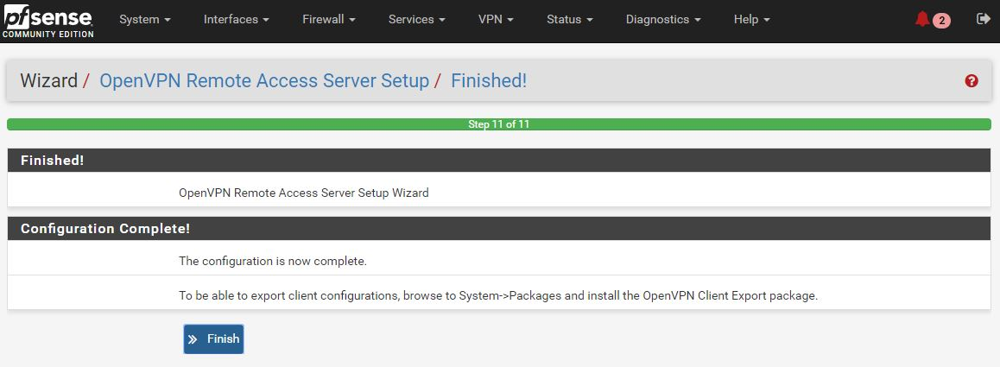 pfsense
COMMUNITY EDITION
System Interfaces Firewall Services VPN Status Diagnostics Help 2
Wizard / OpenVPN Remote Access Server Setup / Finished!
Step 11 of 11
Finished!
OpenVPN Remote Access Server Setup Wizard
Configuration Complete!
The configuration is now complete.
To be able to export client configurations, browse to System->Packages and install the OpenVPN Client Export package.
Finish